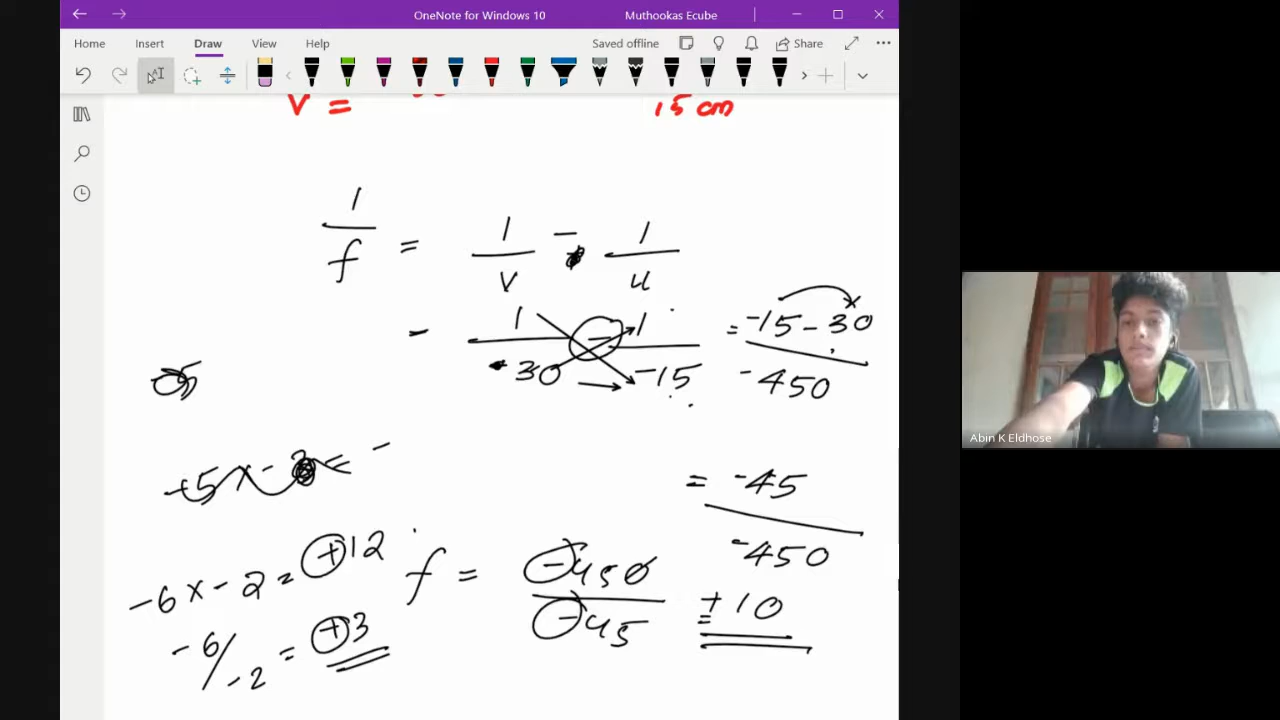 OneNote for Windows 10 Muthookas Ecube
Home Insert Draw View Help Saved offline Share
V = 15 cm
1/f = 1/v - 1/u
- 1/30 - 1/-15 = -15 - 30/-450
= -45/-450
-6 x -2 = +12
f = -450/-45 = +10
-6/-2 = +3
Abin K Eldhose